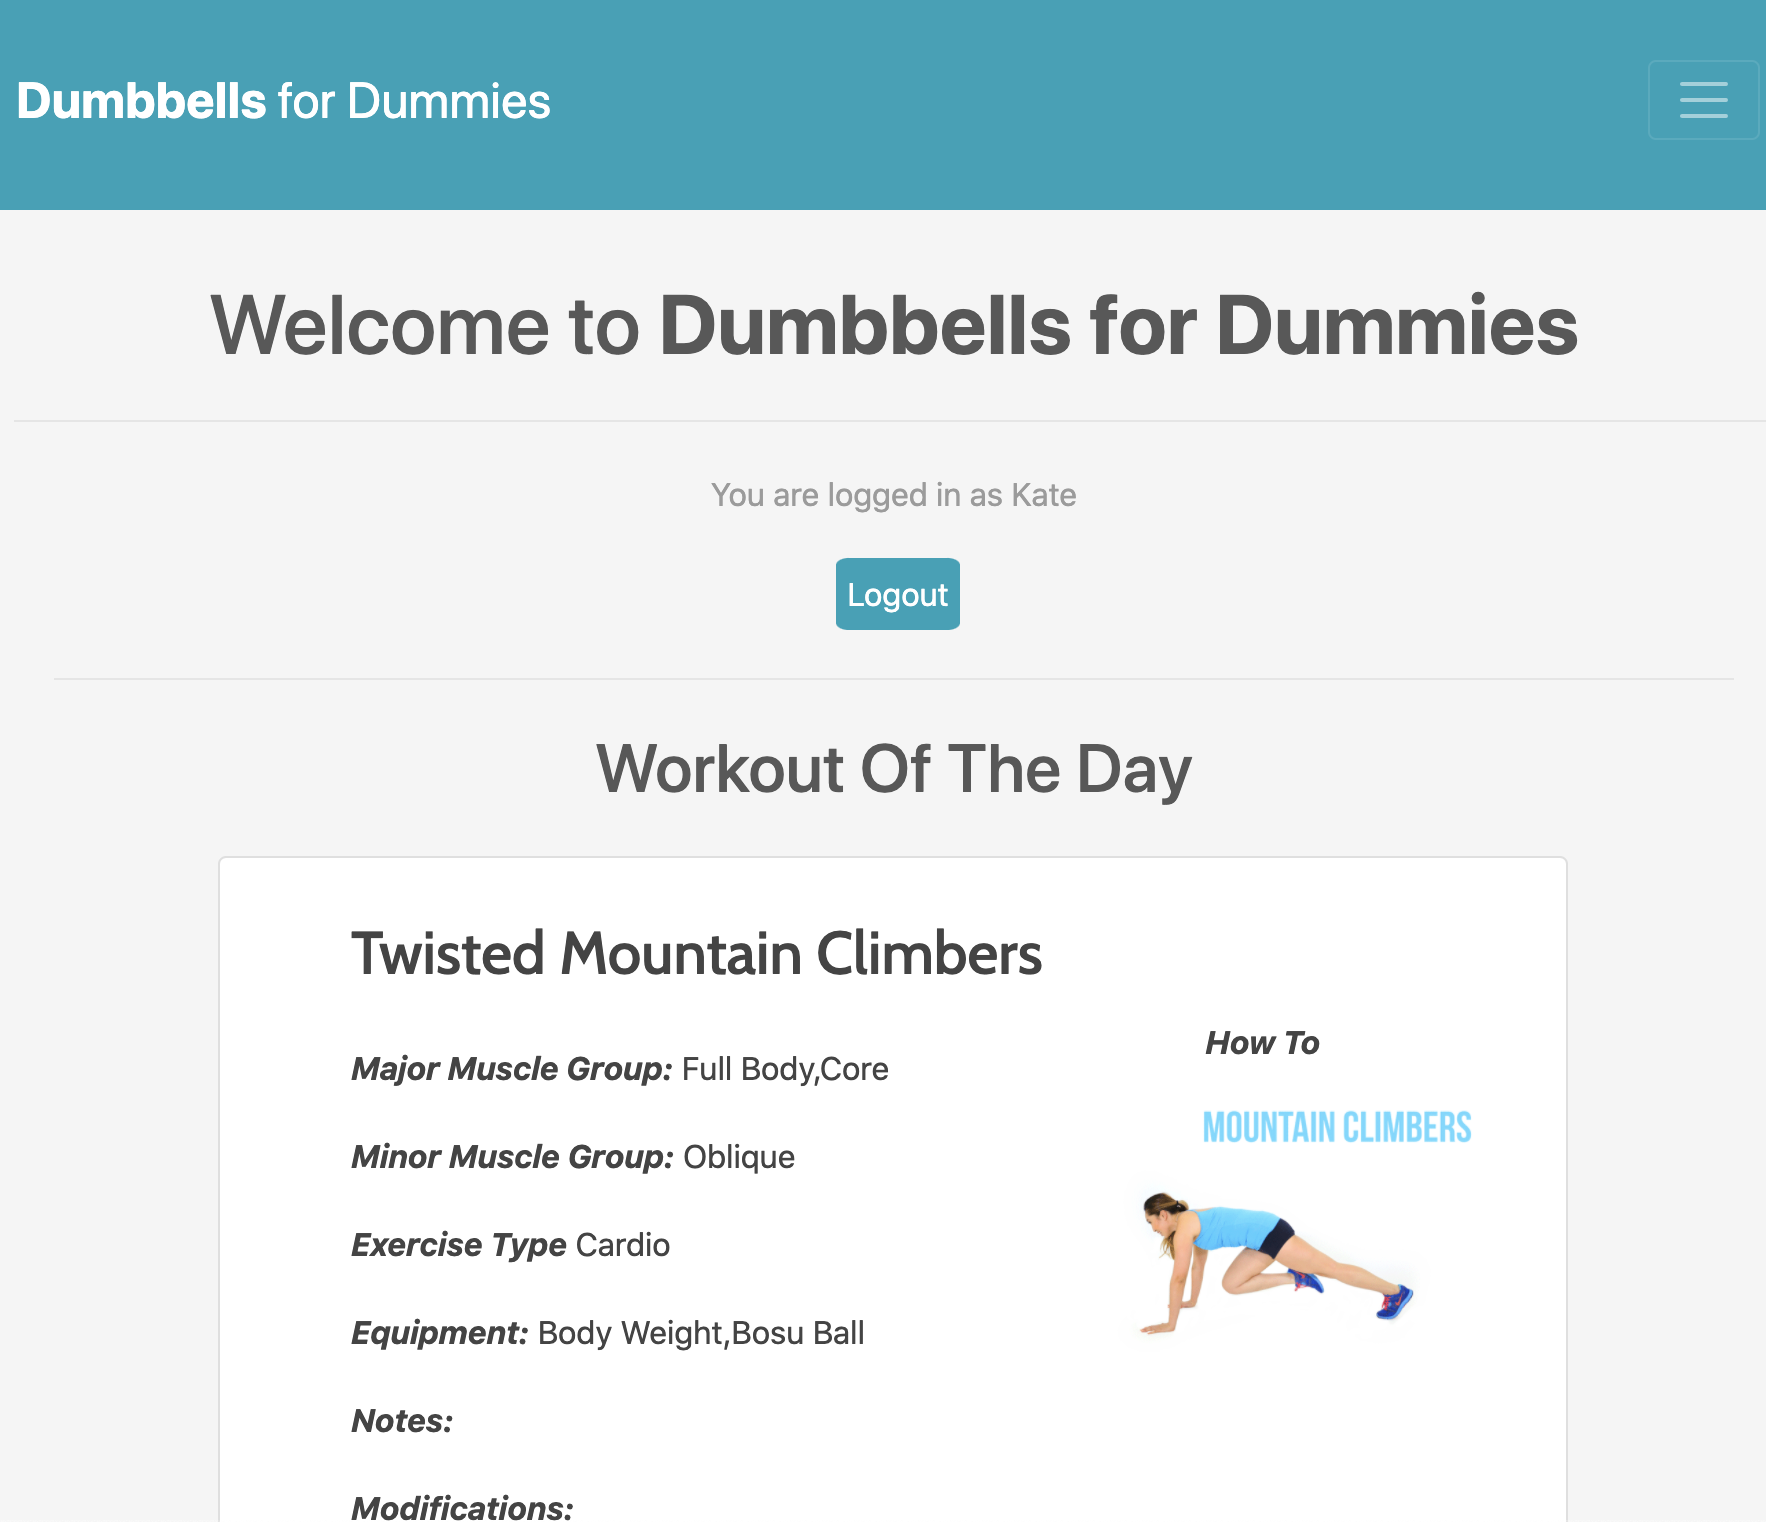 Dumbbells for Dummies
Welcome to Dumbbells for Dummies
You are logged in as Kate
Logout
Workout Of The Day
Twisted Mountain Climbers
How To
Major Muscle Group: Full Body,Core
MOUNTAIN CLIMBERS
Minor Muscle Group: Oblique
Exercise Type Cardio
Equipment: Body Weight,Bosu Ball
Notes:
Modifications: